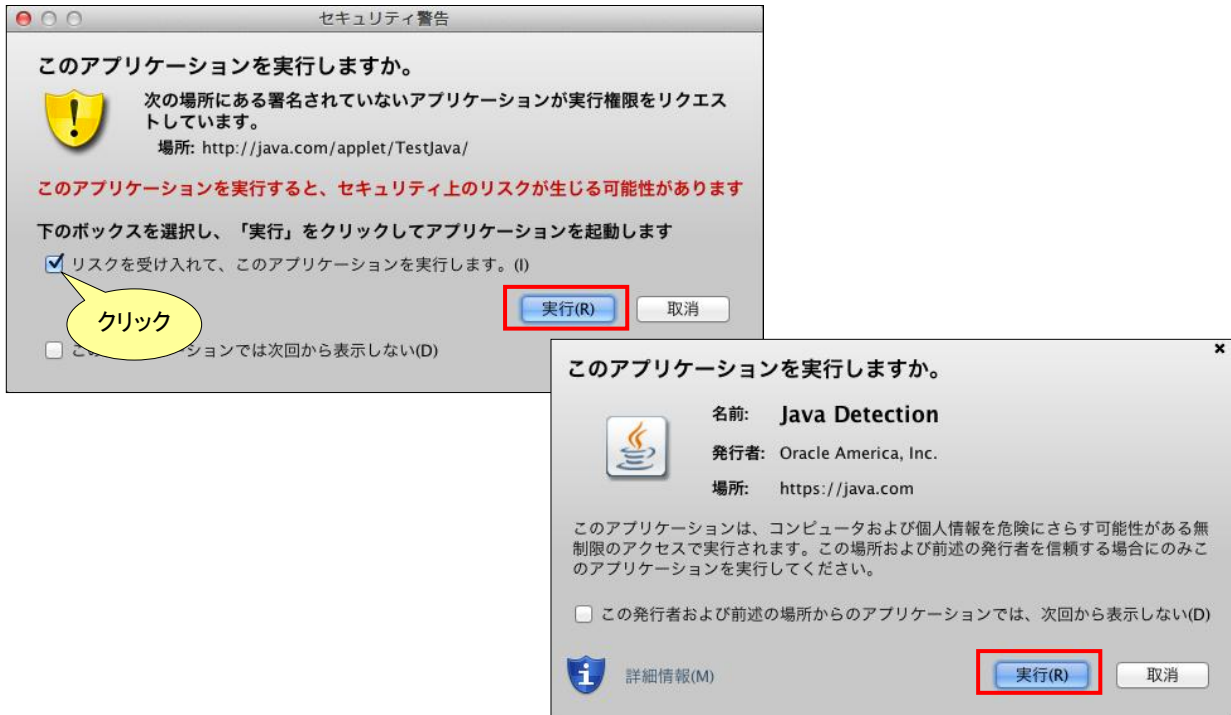 セキュリティ警告
このアプリケーションを実行しますか。
次の場所にある署名されていないアプリケーションが実行権限をリクエス
トしています。
場所: http://java.com/applet/TestJava/
このアプリケーションを実行すると、セキュリティ上のリスクが生じる可能性があります
下のボックスを選択し、「実行」をクリックしてアプリケーションを起動します
リスクを受け入れて、このアプリケーションを実行します。(I)
クリック
実行(R) 取消
ションでは次回から表示しない(D)
このアプリケーションを実行しますか。
名前: Java Detection
発行者: Oracle America, Inc.
場所: https://java.com
このアプリケーションは、コンピュータおよび個人情報を危険にさらす可能性がある無
制限のアクセスで実行されます。この場所および前述の発行者を信頼する場合にのみこ
のアプリケーションを実行してください。
この発行者および前述の場所からのアプリケーションでは、次回から表示しない(D)
詳細情報(M) 実行(R) 取消